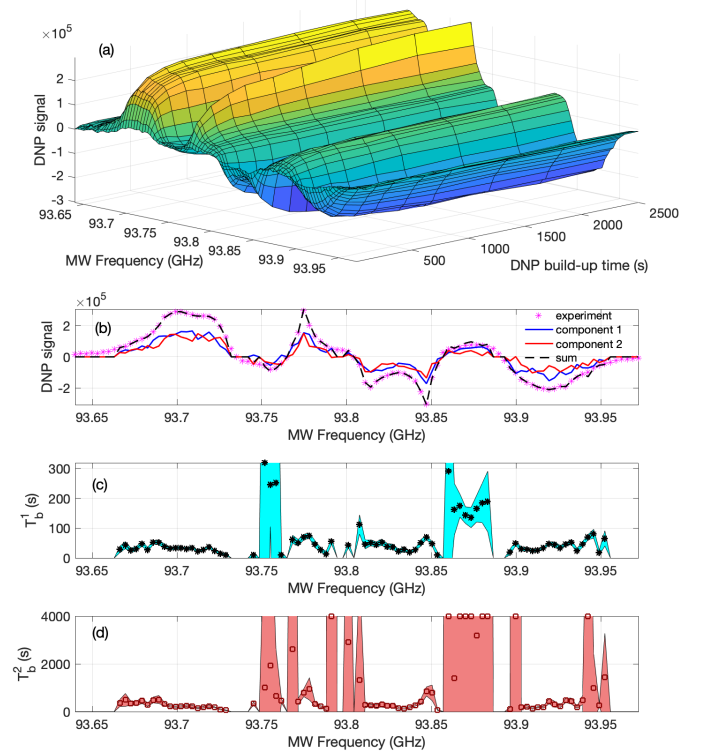 ×10⁵
(a)
2
1
0
-1
-2
-3
DNP signal
93.65
93.7
93.75
93.8
93.85
93.9
93.95
MW Frequency (GHz)
500
1000
1500
2000
2500
DNP build-up time (s)
×10⁵
(b)
2
0
-2
DNP signal
experiment
component 1
component 2
sum
93.65 93.7 93.75 93.8 93.85 93.9 93.95
MW Frequency (GHz)
(c)
300
200
100
0
T_b^1 (s)
93.65 93.7 93.75 93.8 93.85 93.9 93.95
MW Frequency (GHz)
(d)
4000
2000
0
T_b^2 (s)
93.65 93.7 93.75 93.8 93.85 93.9 93.95
MW Frequency (GHz)